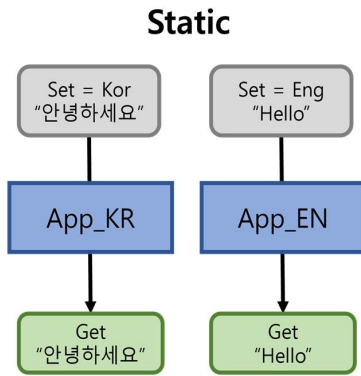 Static
Set = Kor
“안녕하세요”
Set = Eng
“Hello”
App_KR
App_EN
Get
“안녕하세요”
Get
“Hello”